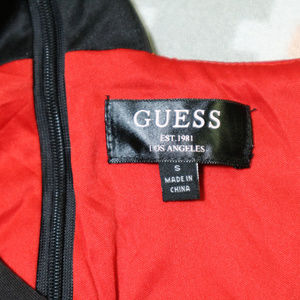 GUESS
EST. 1981
LOS ANGELES
S
MADE IN
CHINA